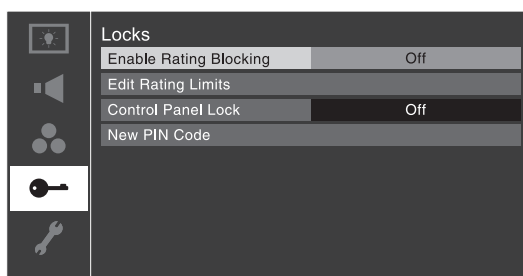 Locks
Enable Rating Blocking Off
Edit Rating Limits
Control Panel Lock Off
New PIN Code